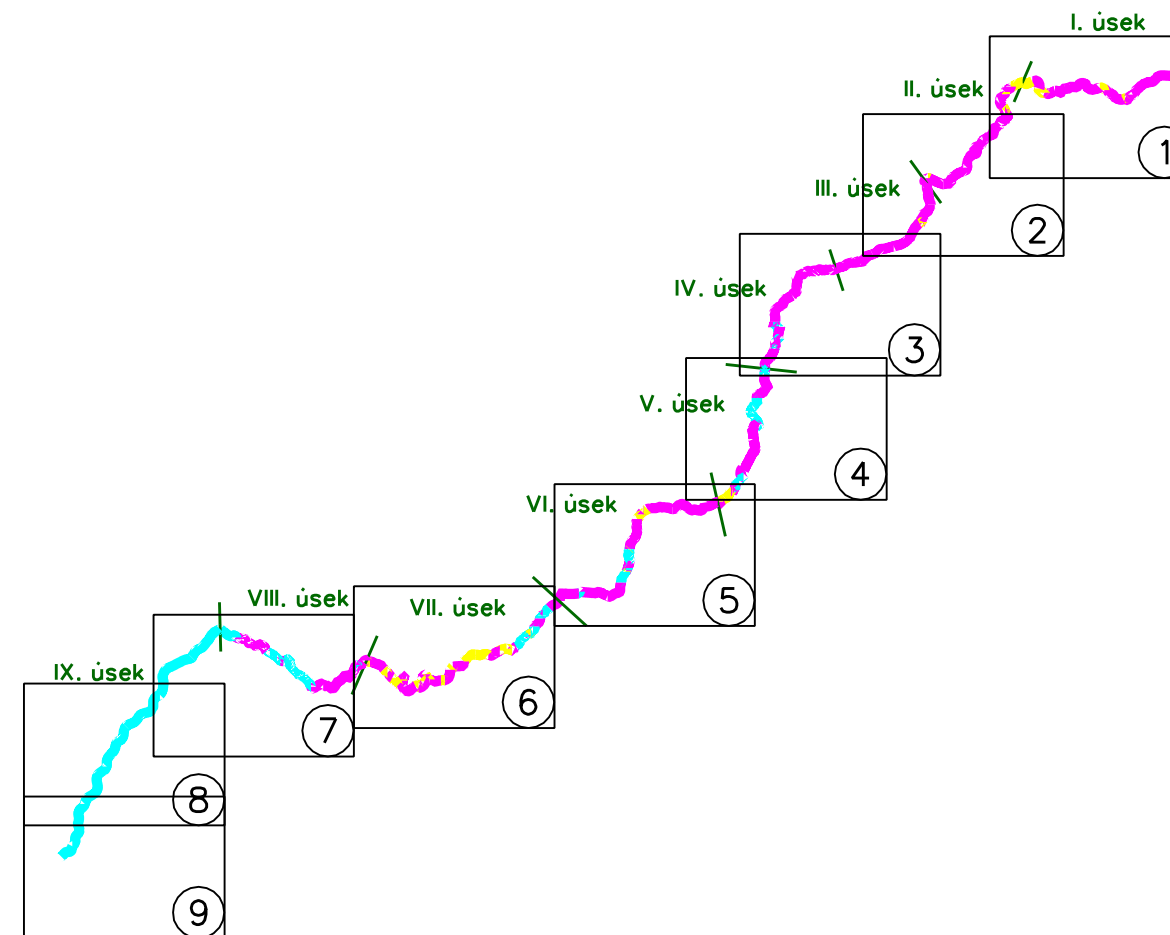 I. úsek
II. úsek
1
III. úsek
2
IV. úsek
3
V. úsek
4
VI. úsek
5
VIII. úsek
VII. úsek
IX. úsek
6
7
8
9